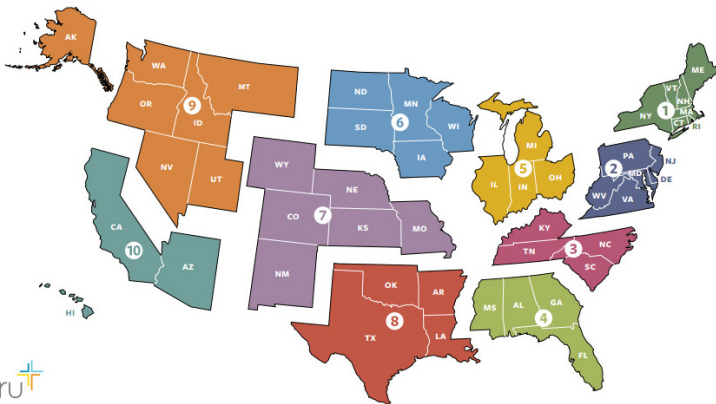 AK
WA
MT
OR
9
ID
NV
UT
CA
10
AZ
HI
WY
NE
CO
7
KS
MO
NM
ND
MN
SD
6
WI
IA
MI
5
IL
IN
OH
ME
VT
NH
NY
1
MA
CT
RI
PA
NJ
2
MD
DE
WV
VA
KY
3
NC
TN
SC
OK
AR
TX
8
LA
MS
AL
GA
4
FL
ru